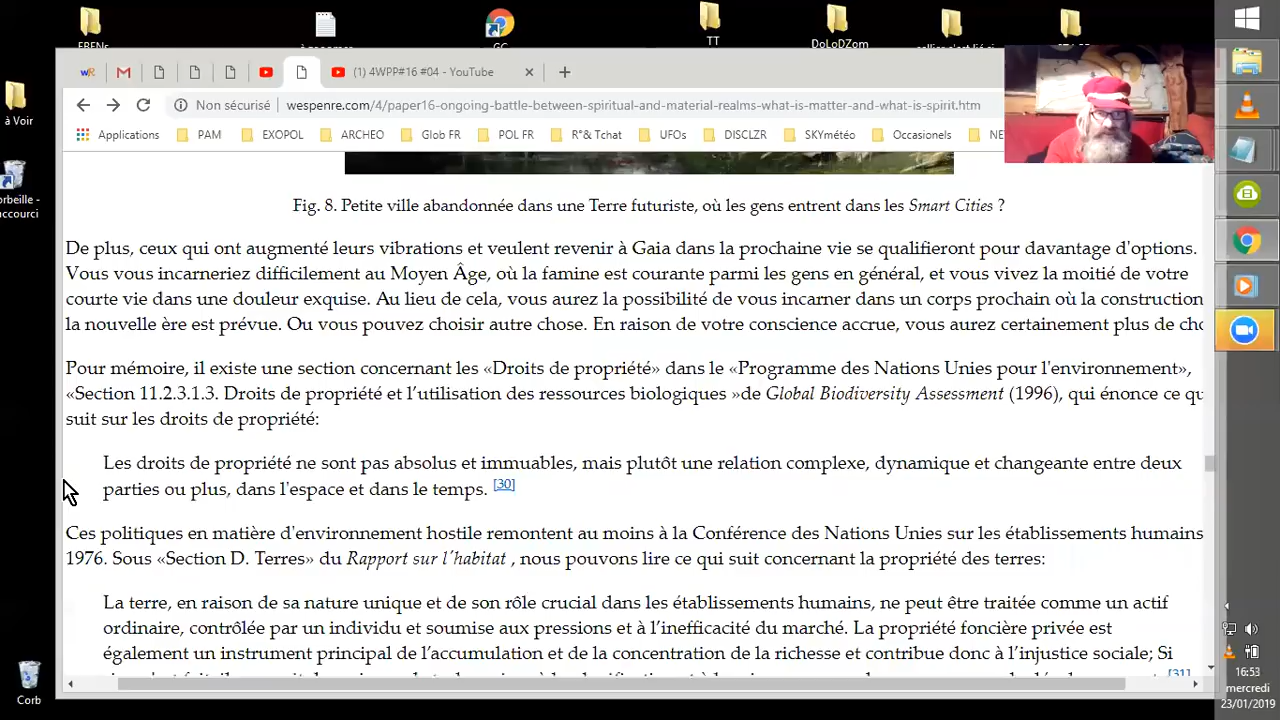 FRENs
GC
TT
DoLoDZom
à Voir
orbeille -
accourci
Corb
(1) 4WPP#16 #04 - YouTube
Non sécurisé
wespenre.com/4/paper16-ongoing-battle-between-spiritual-and-material-realms-what-is-matter-and-what-is-spirit.htm
Applications
PAM
EXOPOL
ARCHEO
Glob FR
POL FR
R°& Tchat
UFOs
DISCLZR
SKYmétéo
Occasionels
Fig. 8. Petite ville abandonnée dans une Terre futuriste, où les gens entrent dans les Smart Cities ?
De plus, ceux qui ont augmenté leurs vibrations et veulent revenir à Gaia dans la prochaine vie se qualifieront pour davantage d'options.
Vous vous incarneriez difficilement au Moyen Âge, où la famine est courante parmi les gens en général, et vous vivez la moitié de votre
courte vie dans une douleur exquise. Au lieu de cela, vous aurez la possibilité de vous incarner dans un corps prochain où la construction
la nouvelle ère est prévue. Ou vous pouvez choisir autre chose. En raison de votre conscience accrue, vous aurez certainement plus de cho
Pour mémoire, il existe une section concernant les «Droits de propriété» dans le «Programme des Nations Unies pour l'environnement»,
«Section 11.2.3.1.3. Droits de propriété et l’utilisation des ressources biologiques »de Global Biodiversity Assessment (1996), qui énonce ce qu
suit sur les droits de propriété:
Les droits de propriété ne sont pas absolus et immuables, mais plutôt une relation complexe, dynamique et changeante entre deux
parties ou plus, dans l'espace et dans le temps. [30]
Ces politiques en matière d'environnement hostile remontent au moins à la Conférence des Nations Unies sur les établissements humains
1976. Sous «Section D. Terres» du Rapport sur l’habitat , nous pouvons lire ce qui suit concernant la propriété des terres:
La terre, en raison de sa nature unique et de son rôle crucial dans les établissements humains, ne peut être traitée comme un actif
ordinaire, contrôlée par un individu et soumise aux pressions et à l’inefficacité du marché. La propriété foncière privée est
également un instrument principal de l’accumulation et de la concentration de la richesse et contribue donc à l’injustice sociale; Si
[31]
16:53
mercredi
23/01/2019